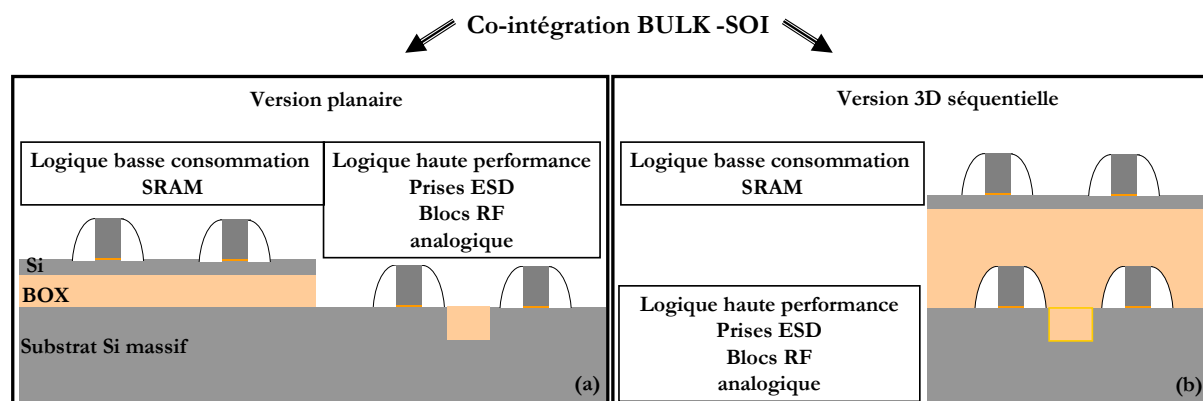 Co-intégration BULK -SOI
Version planaire
Logique basse consommation
SRAM
Logique haute performance
Prises ESD
Blocs RF
analogique
Si
BOX
Substrat Si massif
(a)
Version 3D séquentielle
Logique basse consommation
SRAM
Logique haute performance
Prises ESD
Blocs RF
analogique
(b)